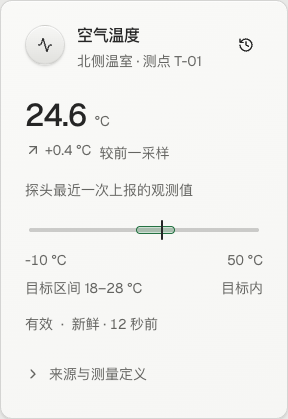 空气温度
北侧温室 · 测点 T-01
24.6 °C
+0.4 °C 较前一采样
探头最近一次上报的观测值
-10 °C 50 °C
目标区间 18–28 °C 目标内
有效 · 新鲜 · 12 秒前
来源与测量定义